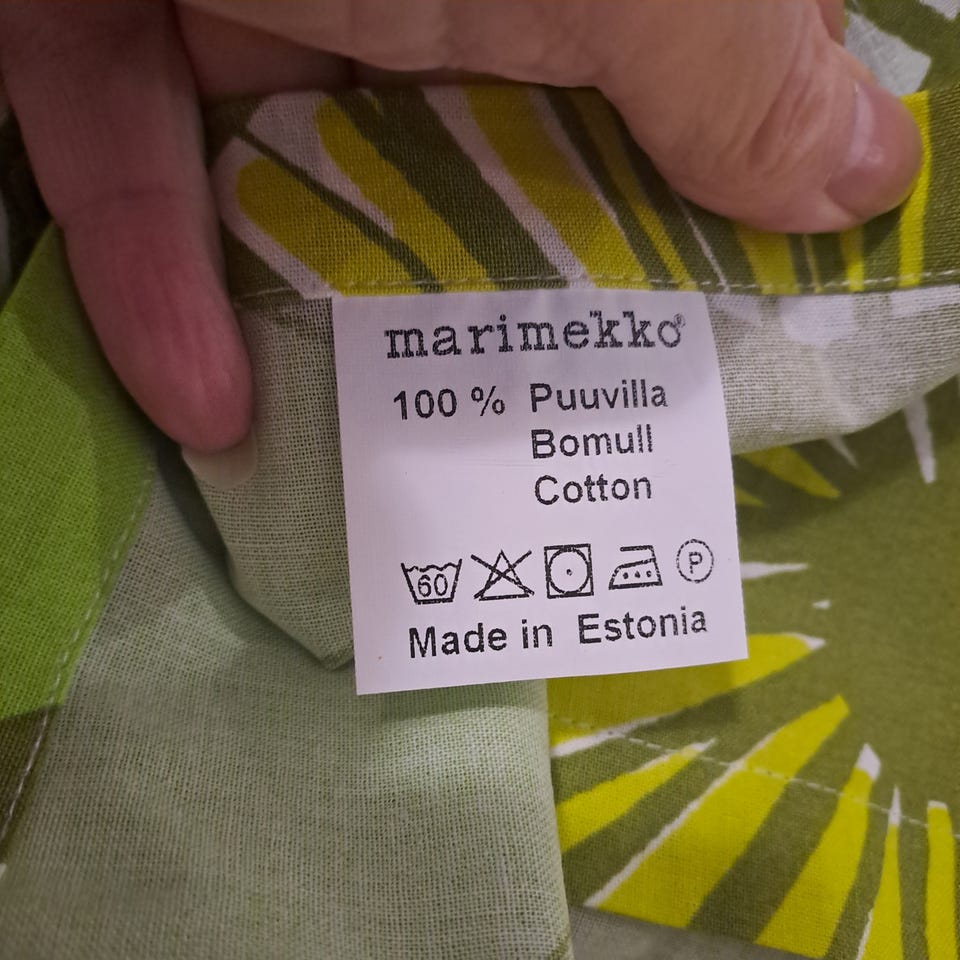 marimekko®
100 % Puuvilla
Bomull
Cotton
60 P
Made in Estonia